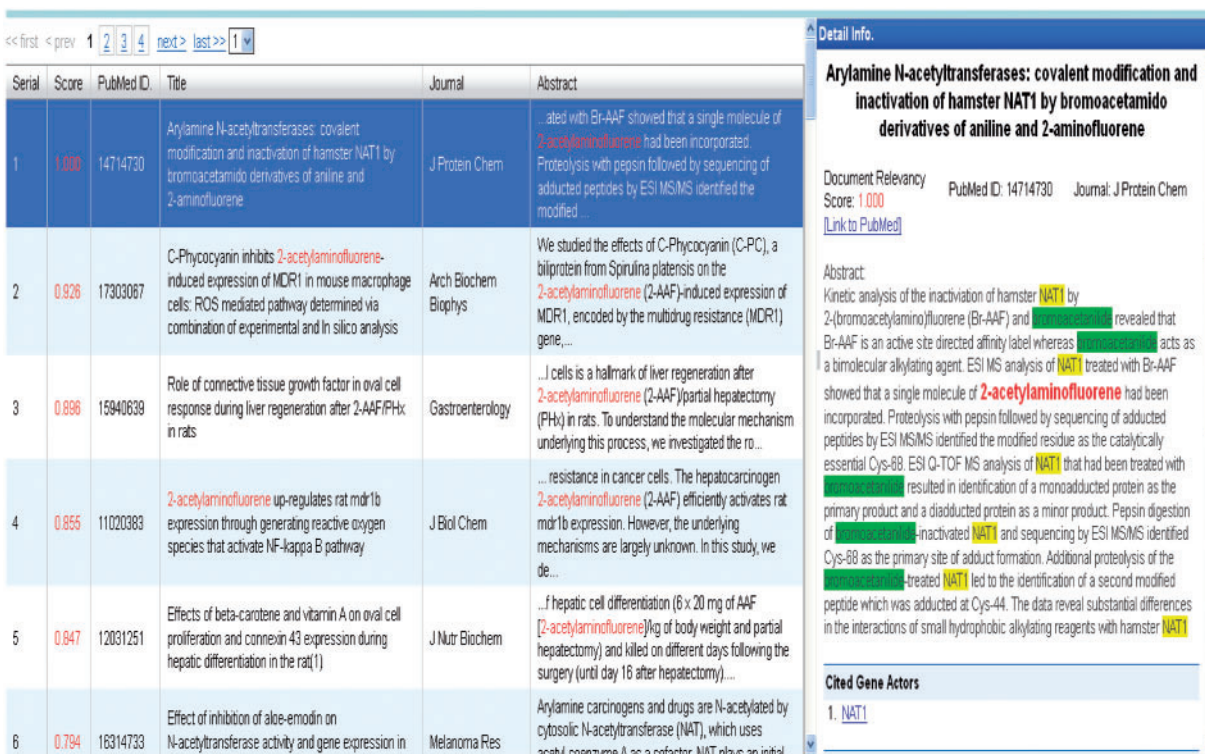 << first < prev 1 2 3 4 next > last >> 1
Serial Score PubMed ID. Title Journal Abstract
1 1.000 14714730
Arylamine N-acetyltransferases: covalent
modification and inactivation of hamster NAT1 by
bromoacetamido derivatives of aniline and
2-aminofluorene
J Protein Chem
...ated with Br-AAF showed that a single molecule of
2-acetylaminofluorene had been incorporated.
Proteolysis with pepsin followed by sequencing of
adducted peptides by ESI MS/MS identified the
modified ...
2 0.926 17303067
C-Phycocyanin inhibits 2-acetylaminofluorene-
induced expression of MDR1 in mouse macrophage
cells: ROS mediated pathway determined via
combination of experimental and In silico analysis
Arch Biochem
Biophys
We studied the effects of C-Phycocyanin (C-PC), a
biliprotein from Spirulina platensis on the
2-acetylaminofluorene (2-AAF)-induced expression of
MDR1, encoded by the multidrug resistance (MDR1)
gene,...
3 0.896 15940639
Role of connective tissue growth factor in oval cell
response during liver regeneration after 2-AAF/PHx
in rats
Gastroenterology
...l cells is a hallmark of liver regeneration after
2-acetylaminofluorene (2-AAF)/partial hepatectomy
(PHx) in rats. To understand the molecular mechanism
underlying this process, we investigated the ro...
4 0.855 11020383
2-acetylaminofluorene up-regulates rat mdr1b
expression through generating reactive oxygen
species that activate NF-kappa B pathway
J Biol Chem
... resistance in cancer cells. The hepatocarcinogen
2-acetylaminofluorene (2-AAF) efficiently activates rat
mdr1b expression. However, the underlying
mechanisms are largely unknown. In this study, we
de...
5 0.847 12031251
Effects of beta-carotene and vitamin A on oval cell
proliferation and connexin 43 expression during
hepatic differentiation in the rat(1)
J Nutr Biochem
...f hepatic cell differentiation (6 x 20 mg of AAF
[2-acetylaminofluorene]/kg of body weight and partial
hepatectomy) and killed on different days following the
surgery (until day 16 after hepatectomy)....
6 0.794 16314733
Effect of inhibition of aloe-emodin on
N-acetyltransferase activity and gene expression in
Melanoma Res
Arylamine carcinogens and drugs are N-acetylated by
cytosolic N-acetyltransferase (NAT), which uses
acetyl coenzyme A as a cofactor. NAT plays an initial
Detail Info.
Arylamine N-acetyltransferases: covalent modification and
inactivation of hamster NAT1 by bromoacetamido
derivatives of aniline and 2-aminofluorene
Document Relevancy
Score: 1.000
PubMed ID: 14714730 Journal: J Protein Chem
[Link to PubMed]
Abstract:
Kinetic analysis of the inactiviation of hamster NAT1 by
2-(bromoacetylamino)fluorene (Br-AAF) and bromoacetanilide revealed that
Br-AAF is an active site directed affinity label whereas bromoacetanilide acts as
a bimolecular alkylating agent. ESI MS analysis of NAT1 treated with Br-AAF
showed that a single molecule of 2-acetylaminofluorene had been
incorporated. Proteolysis with pepsin followed by sequencing of adducted
peptides by ESI MS/MS identified the modified residue as the catalytically
essential Cys-68. ESI Q-TOF MS analysis of NAT1 that had been treated with
bromoacetanilide resulted in identification of a monoadducted protein as the
primary product and a diadducted protein as a minor product. Pepsin digestion
of bromoacetanilide-inactivated NAT1 and sequencing by ESI MS/MS identified
Cys-68 as the primary site of adduct formation. Additional proteolysis of the
bromoacetanilide-treated NAT1 led to the identification of a second modified
peptide which was adducted at Cys-44. The data reveal substantial differences
in the interactions of small hydrophobic alkylating reagents with hamster NAT1
Cited Gene Actors
1. NAT1